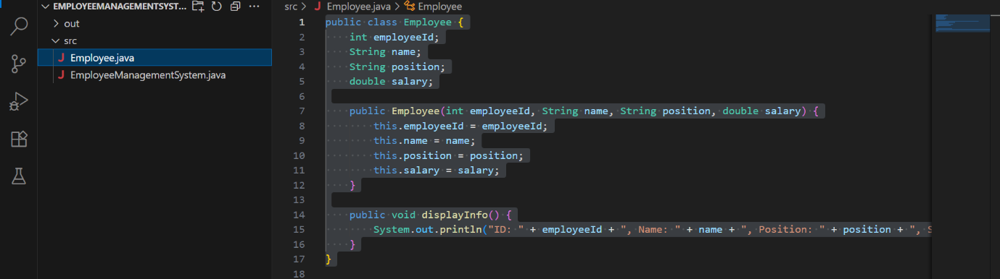 EMPLOYEEMANAGEMENTSYST...
out
src
J Employee.java
J EmployeeManagementSystem.java
src > J Employee.java > Employee
1 public class Employee {
2     int employeeId;
3     String name;
4     String position;
5     double salary;
6
7     public Employee(int employeeId, String name, String position, double salary) {
8         this.employeeId = employeeId;
9         this.name = name;
10         this.position = position;
11         this.salary = salary;
12     }
13
14     public void displayInfo() {
15         System.out.println("ID: " + employeeId + ", Name: " + name + ", Position: " + position + ",
16     }
17 }
18